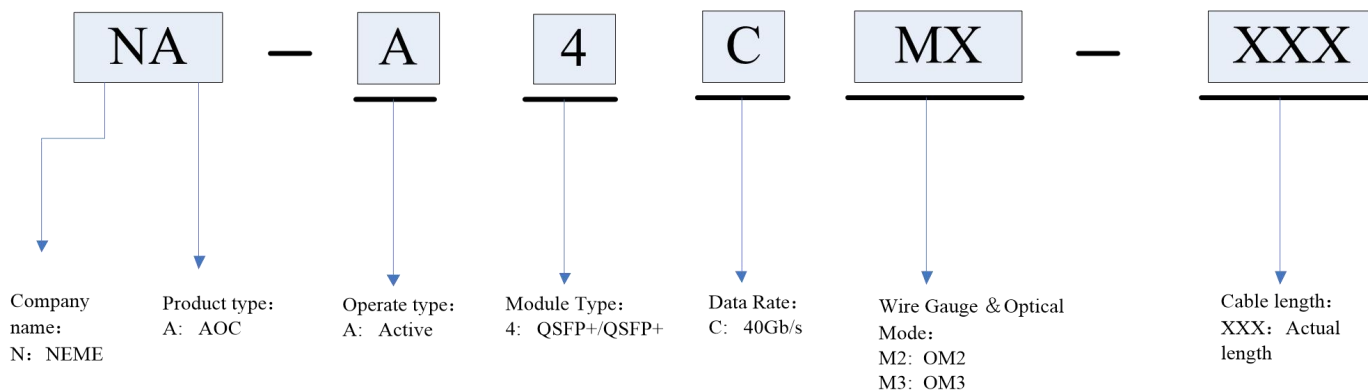 NA — A 4 C MX — XXX
Company
name：
N：NEME
Product type：
A：AOC
Operate type：
A：Active
Module Type：
4：QSFP+/QSFP+
Data Rate：
C：40Gb/s
Wire Gauge＆Optical
Mode：
M2：OM2
M3：OM3
Cable length：
XXX：Actual
length